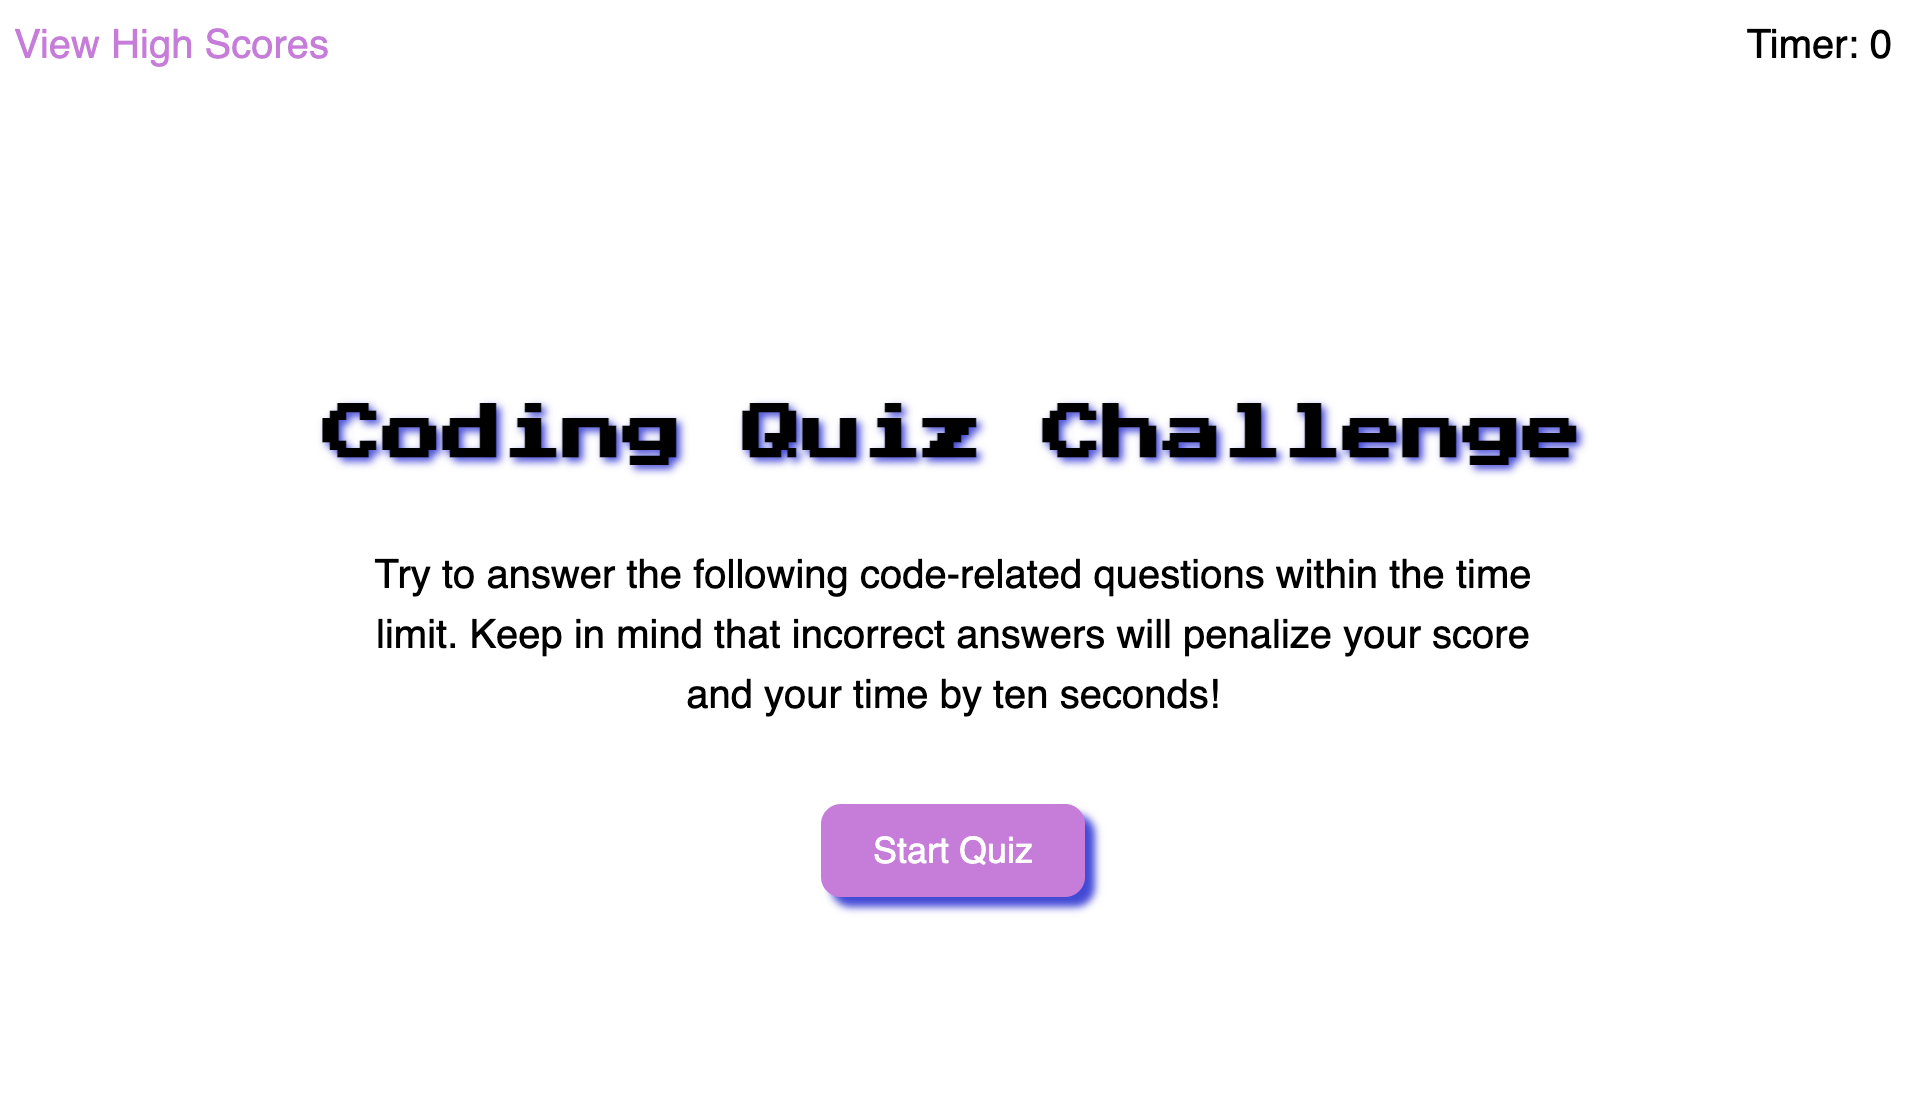 View High Scores
Timer: 0
Coding Quiz Challenge
Try to answer the following code-related questions within the time
limit. Keep in mind that incorrect answers will penalize your score
and your time by ten seconds!
Start Quiz